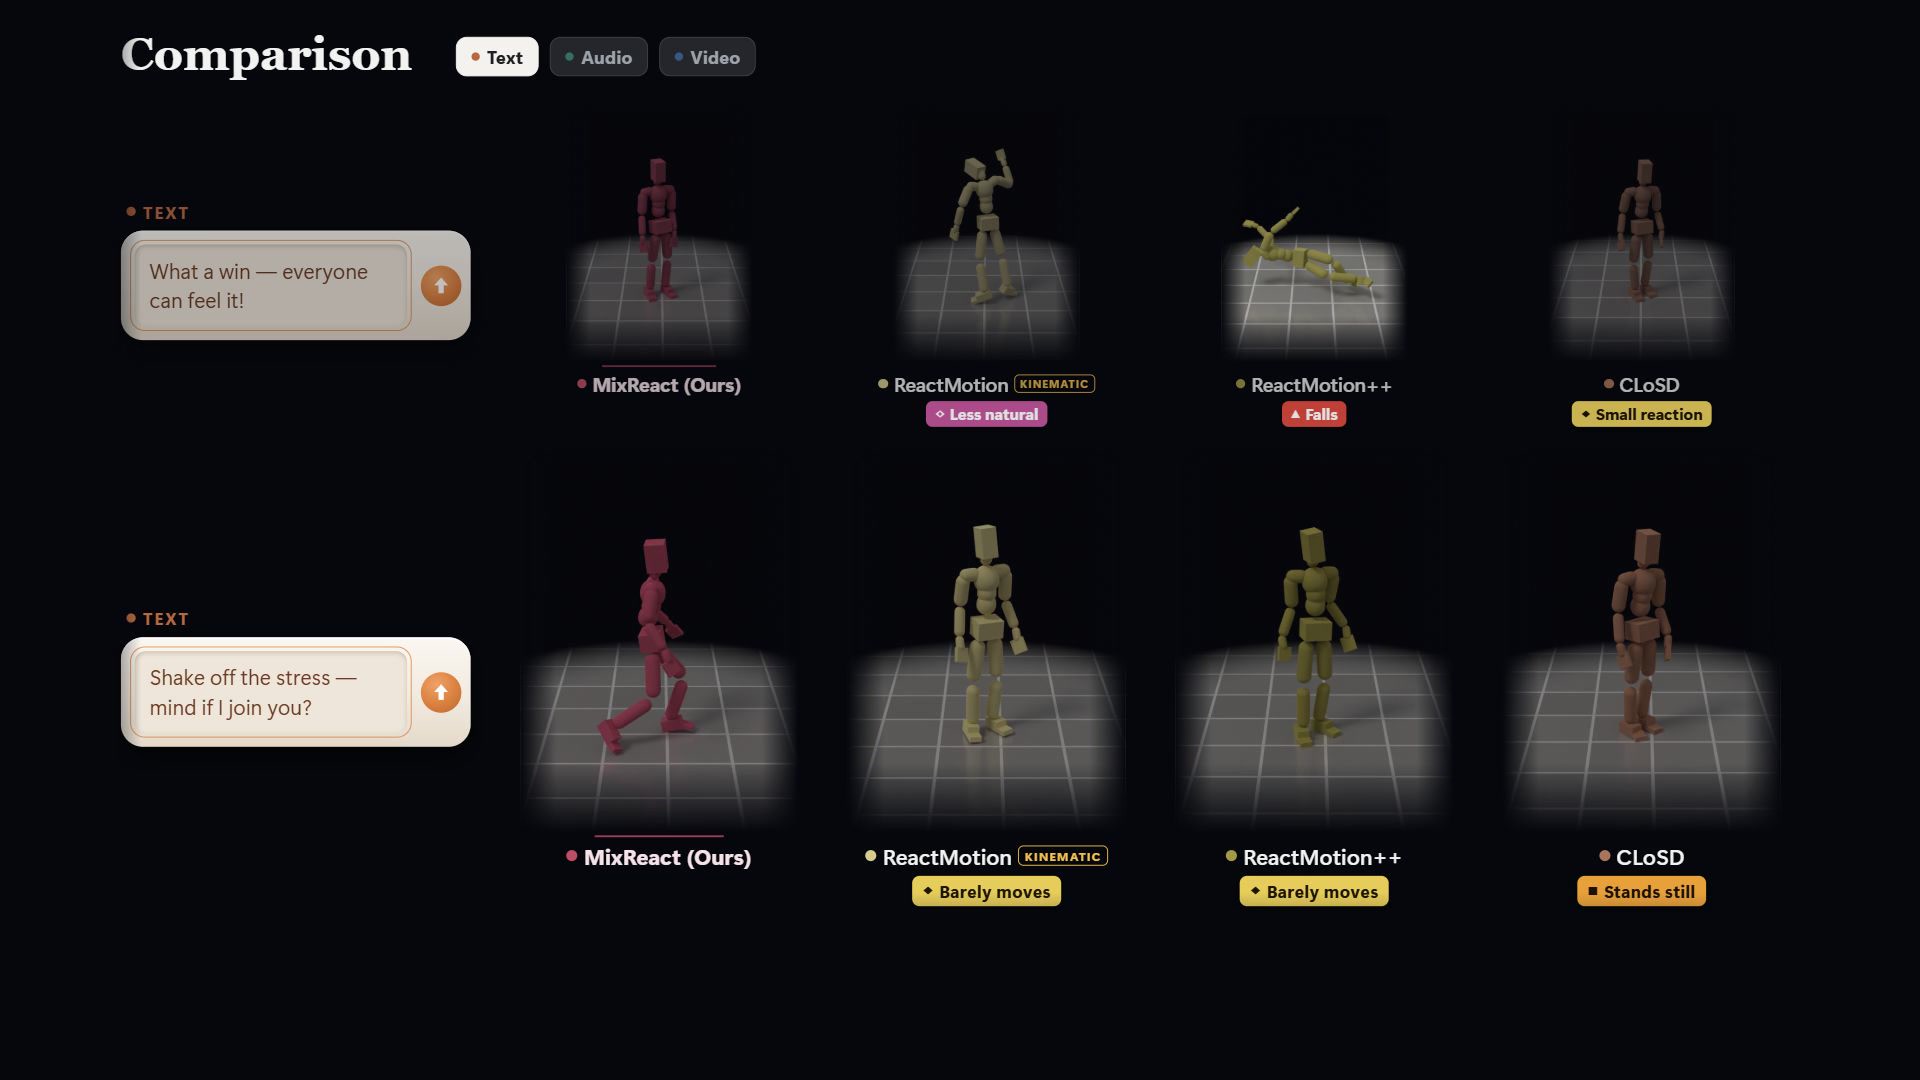 Comparison
Text
Audio
Video
TEXT
What a win — everyone
can feel it!
MixReact (Ours)
ReactMotion KINEMATIC
Less natural
ReactMotion++
Falls
CLoSD
Small reaction
TEXT
Shake off the stress —
mind if I join you?
MixReact (Ours)
ReactMotion KINEMATIC
Barely moves
ReactMotion++
Barely moves
CLoSD
Stands still